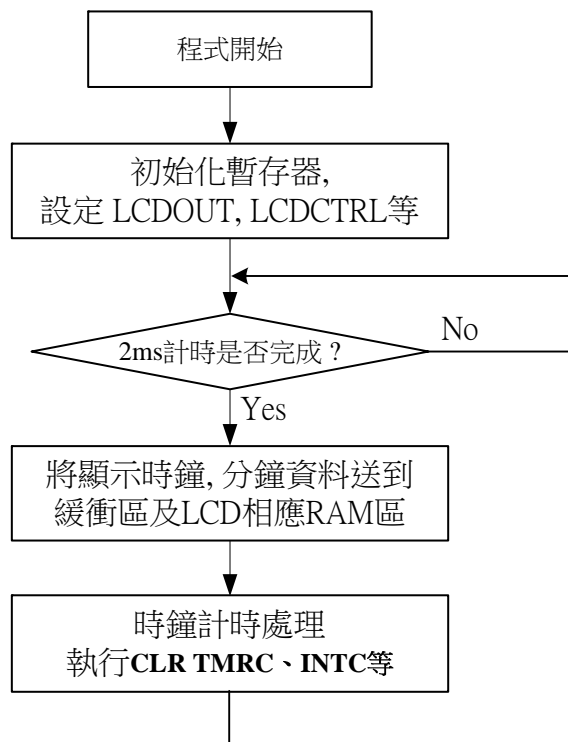 程式開始
初始化暫存器,
設定 LCDOUT, LCDCTRL等
2ms計時是否完成 ?
No
Yes
將顯示時鐘, 分鐘資料送到
緩衝區及LCD相應RAM區
時鐘計時處理
執行CLR TMRC、INTC等